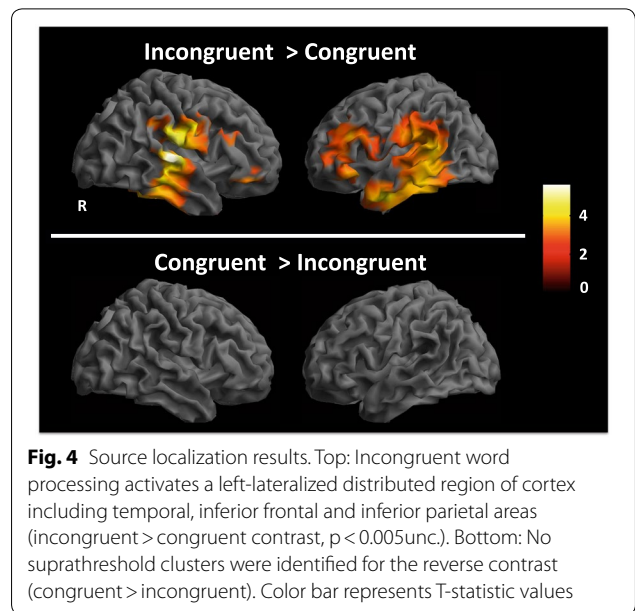 Incongruent > Congruent
R
4
2
0
Congruent > Incongruent
Fig. 4 Source localization results. Top: Incongruent word
processing activates a left-lateralized distributed region of cortex
including temporal, inferior frontal and inferior parietal areas
(incongruent > congruent contrast, p < 0.005unc.). Bottom: No
suprathreshold clusters were identified for the reverse contrast
(congruent > incongruent). Color bar represents T-statistic values